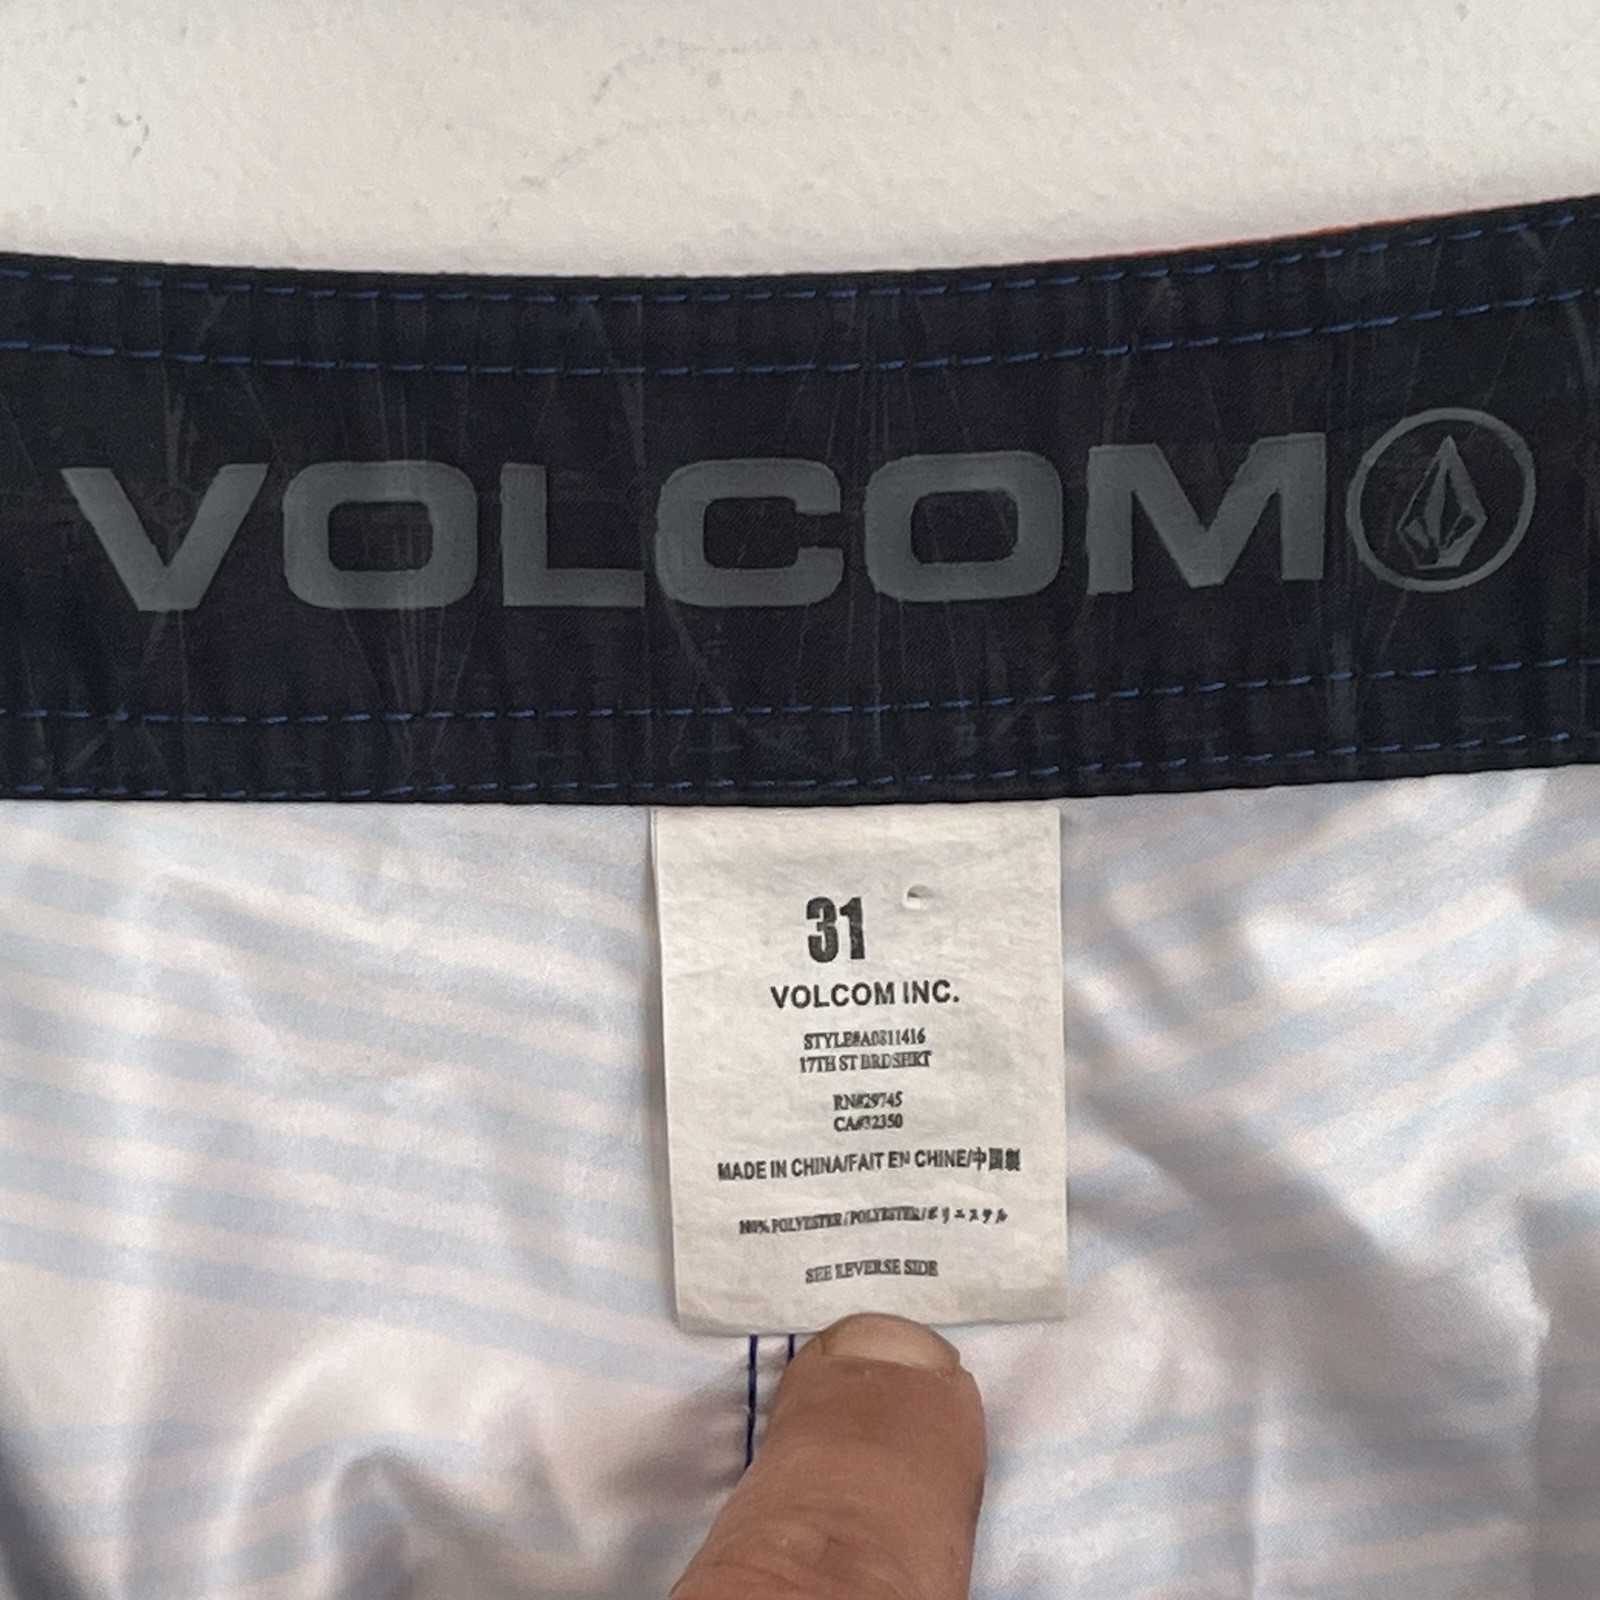 VOLCOM
31
VOLCOM INC.
STYLE#A0811416
17TH ST BRDSHRT
RN#29745
CA#32350
MADE IN CHINA/FAIT EN CHINE/中国製
100% POLYESTER/POLYESTER/ポリエステル
SEE REVERSE SIDE